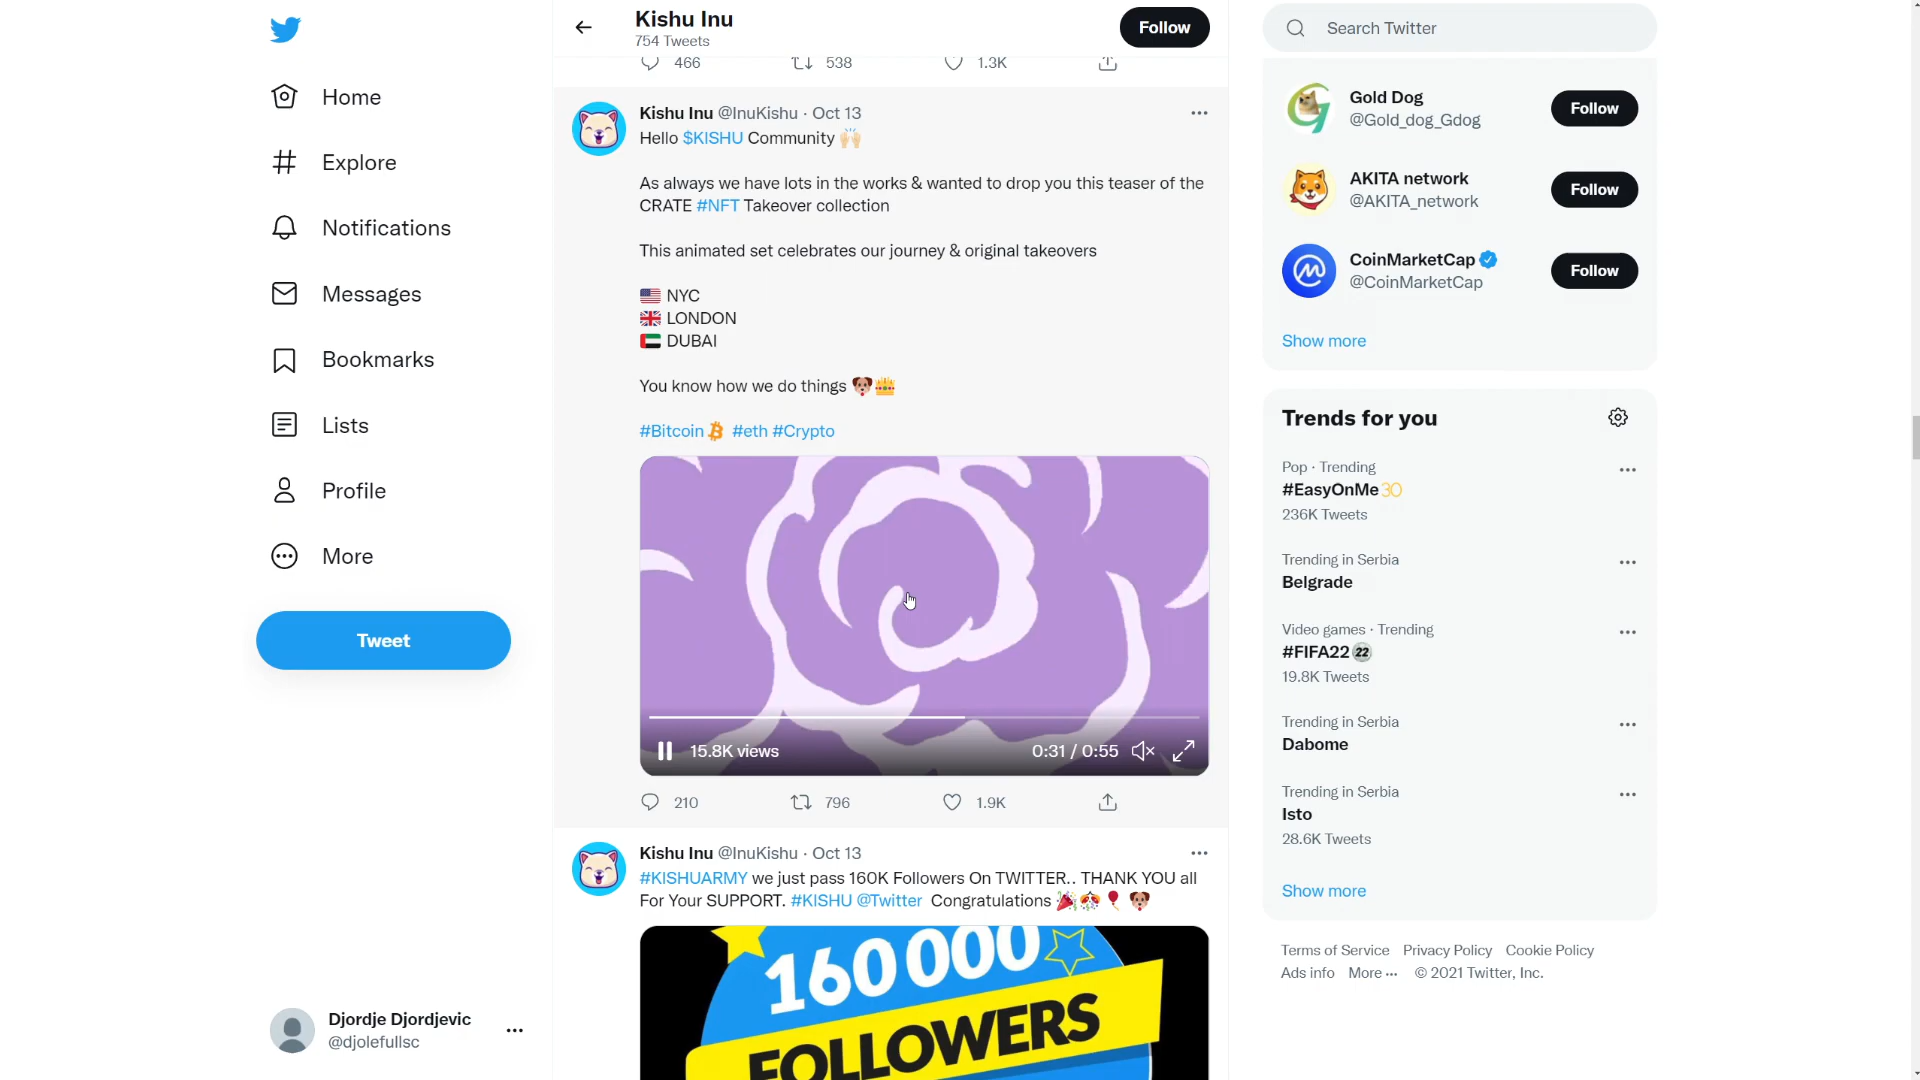 Home
Explore
Notifications
Messages
Bookmarks
Lists
Profile
More
Tweet
Djordje Djordjevic
@djolefullsc
Kishu Inu
754 Tweets
Follow
466 538 1.3K
Kishu Inu @InuKishu · Oct 13
Hello $KISHU Community 🙌🏻
As always we have lots in the works & wanted to drop you this teaser of the
CRATE #NFT Takeover collection
This animated set celebrates our journey & original takeovers
🇺🇸 NYC
🇬🇧 LONDON
🇦🇪 DUBAI
You know how we do things 🐶👑
#Bitcoin #eth #Crypto
15.8K views 0:31 / 0:55
210 796 1.9K
Kishu Inu @InuKishu · Oct 13
#KISHUARMY we just pass 160K Followers On TWITTER.. THANK YOU all
For Your SUPPORT. #KISHU @Twitter Congratulations 🎉🎊🎈🐶
160 000
FOLLOWERS
Search Twitter
Gold Dog
@Gold_dog_Gdog
Follow
AKITA network
@AKITA_network
Follow
CoinMarketCap
@CoinMarketCap
Follow
Show more
Trends for you
Pop · Trending
#EasyOnMe 30
236K Tweets
Trending in Serbia
Belgrade
Video games · Trending
#FIFA22 22
19.8K Tweets
Trending in Serbia
Dabome
Trending in Serbia
Isto
28.6K Tweets
Show more
Terms of Service Privacy Policy Cookie Policy
Ads info More ··· © 2021 Twitter, Inc.